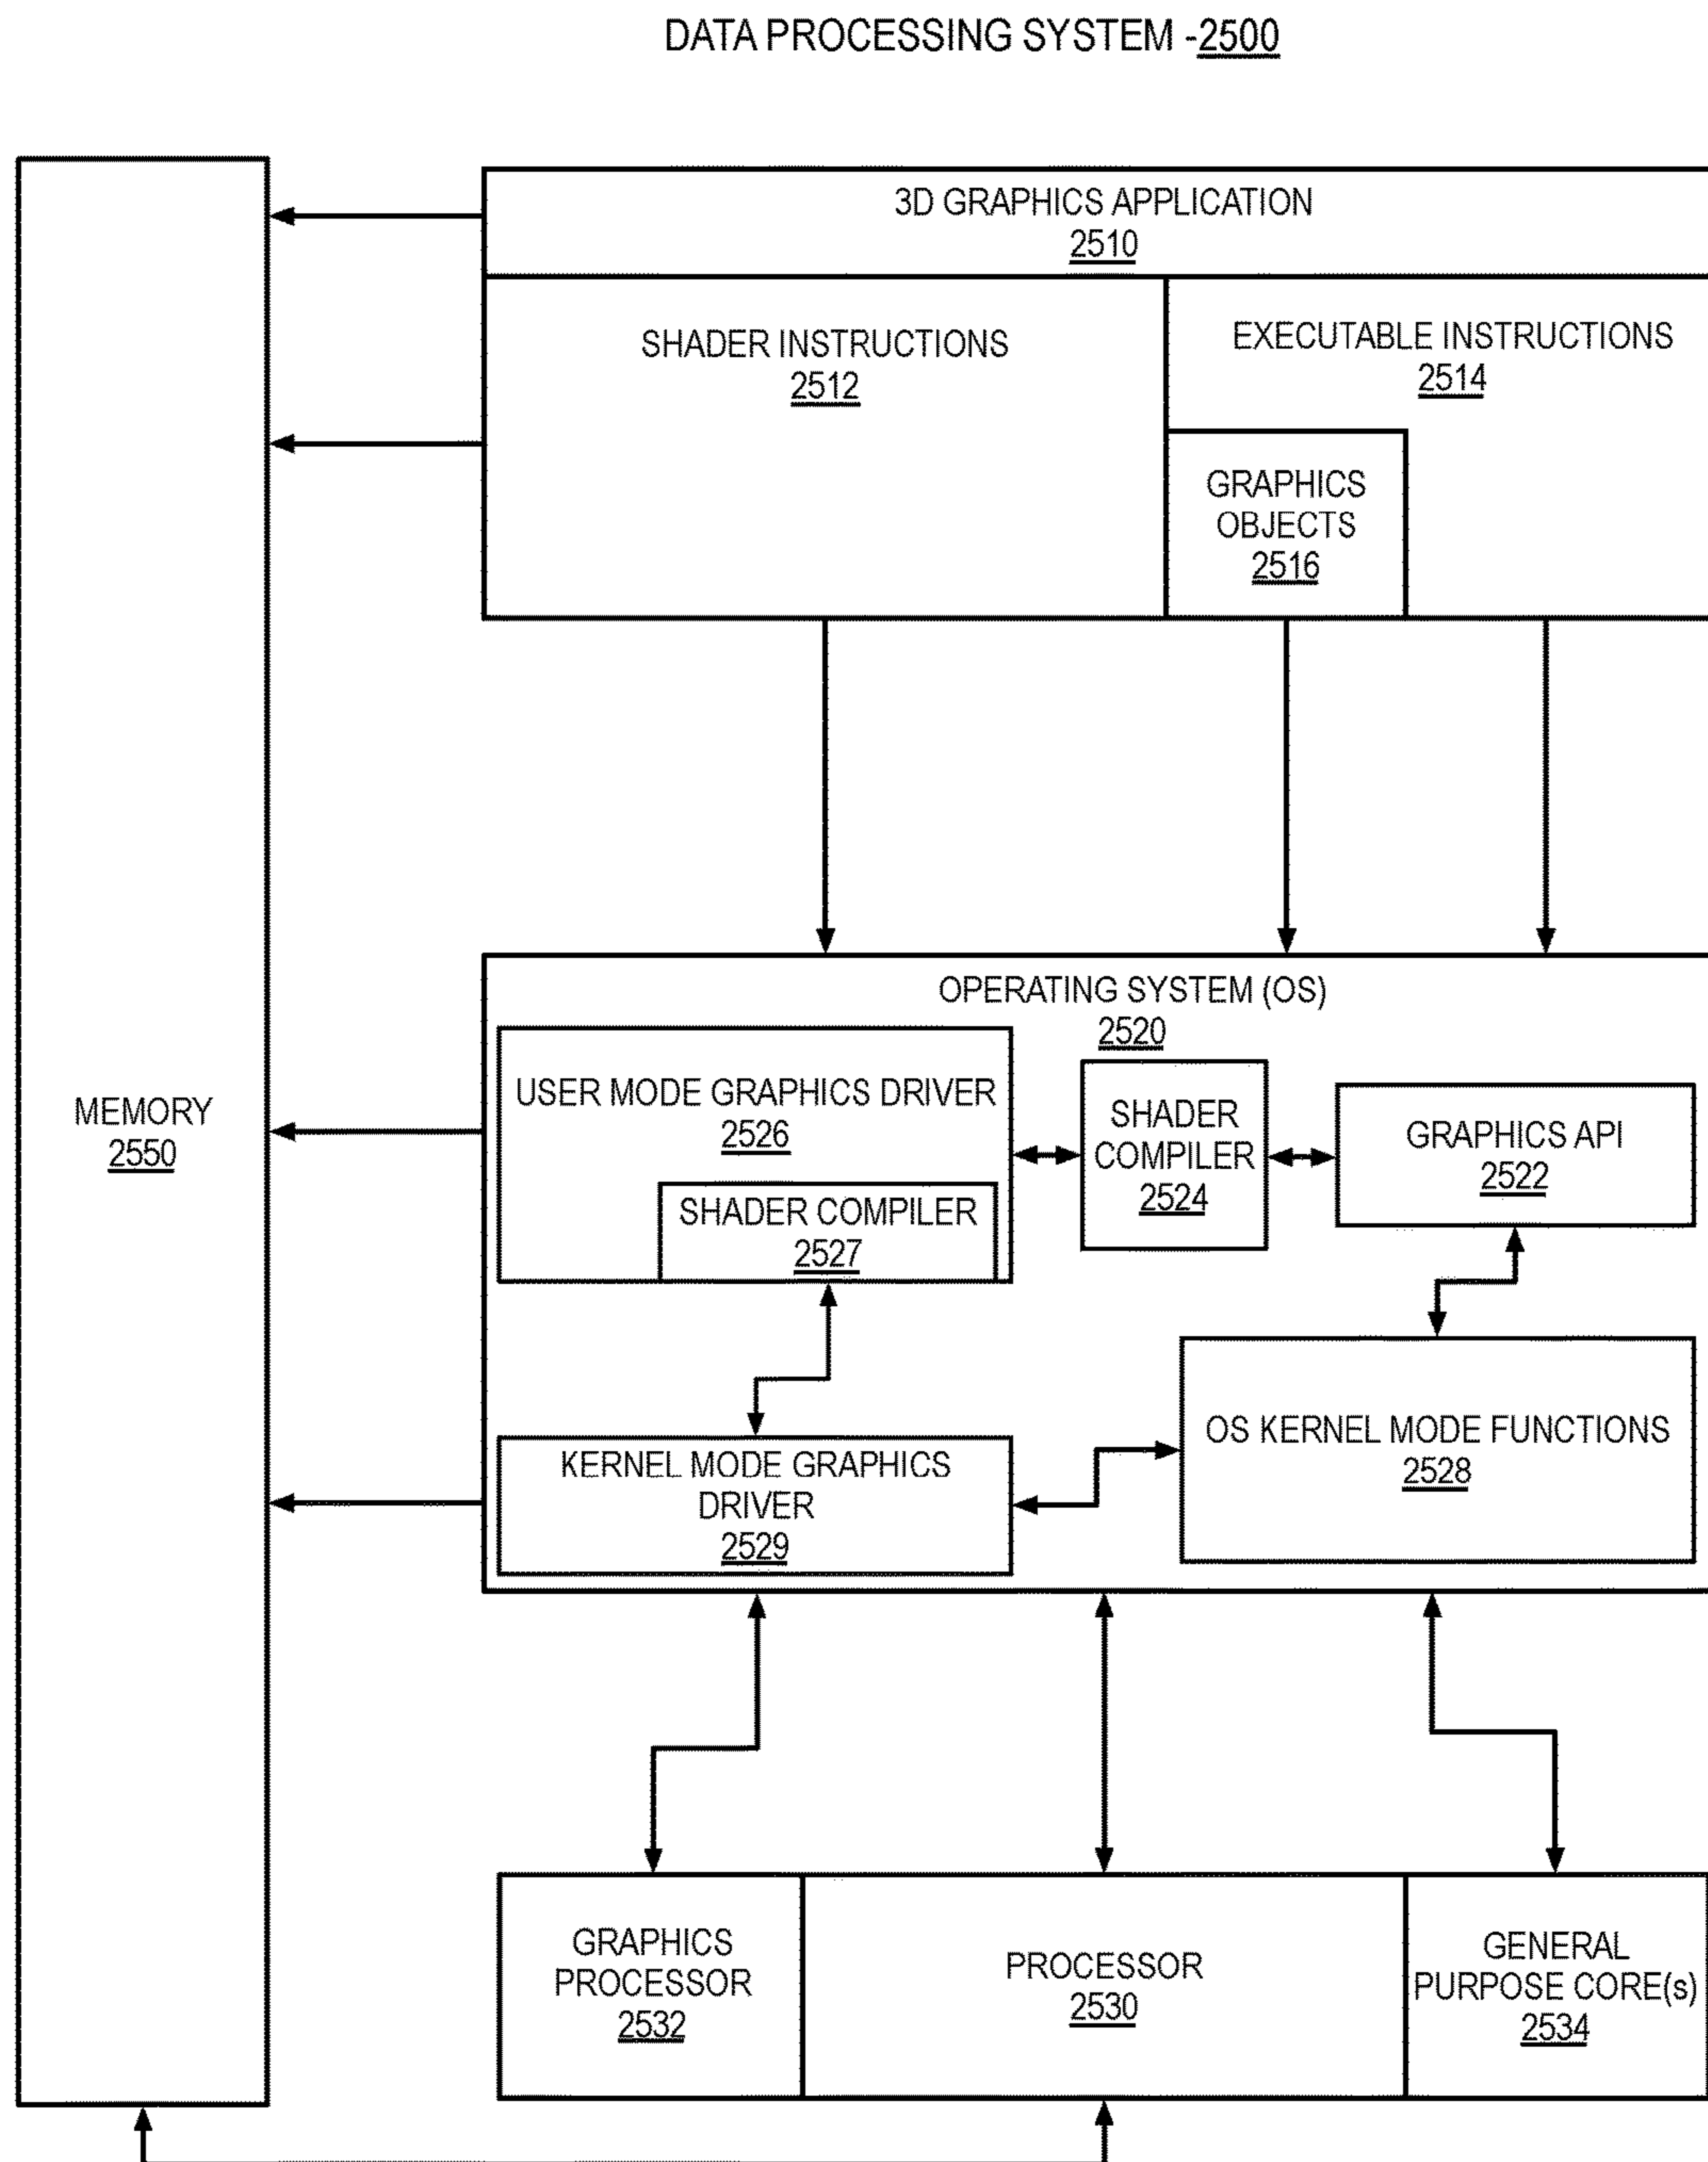 DATA PROCESSING SYSTEM -2500
3D GRAPHICS APPLICATION
2510
SHADER INSTRUCTIONS
2512
EXECUTABLE INSTRUCTIONS
2514
GRAPHICS
OBJECTS
2516
MEMORY
2550
OPERATING SYSTEM (OS)
2520
USER MODE GRAPHICS DRIVER
2526
SHADER COMPILER
2527
SHADER
COMPILER
2524
GRAPHICS API
2522
KERNEL MODE GRAPHICS
DRIVER
2529
OS KERNEL MODE FUNCTIONS
2528
GRAPHICS
PROCESSOR
2532
PROCESSOR
2530
GENERAL
PURPOSE CORE(s)
2534